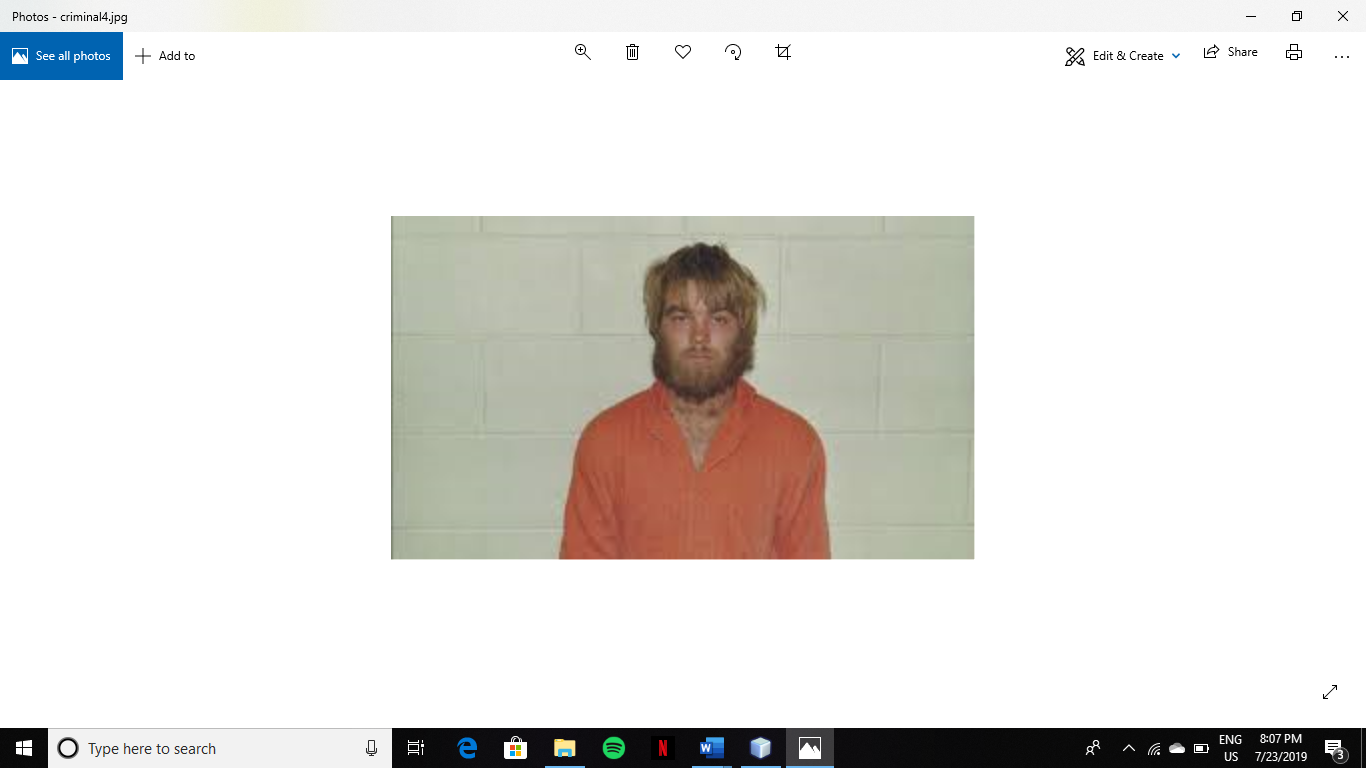 Photos - criminal4.jpg
See all photos
Add to
Edit & Create
Share
Type here to search
N
W
ENG
US
8:07 PM
7/23/2019
3